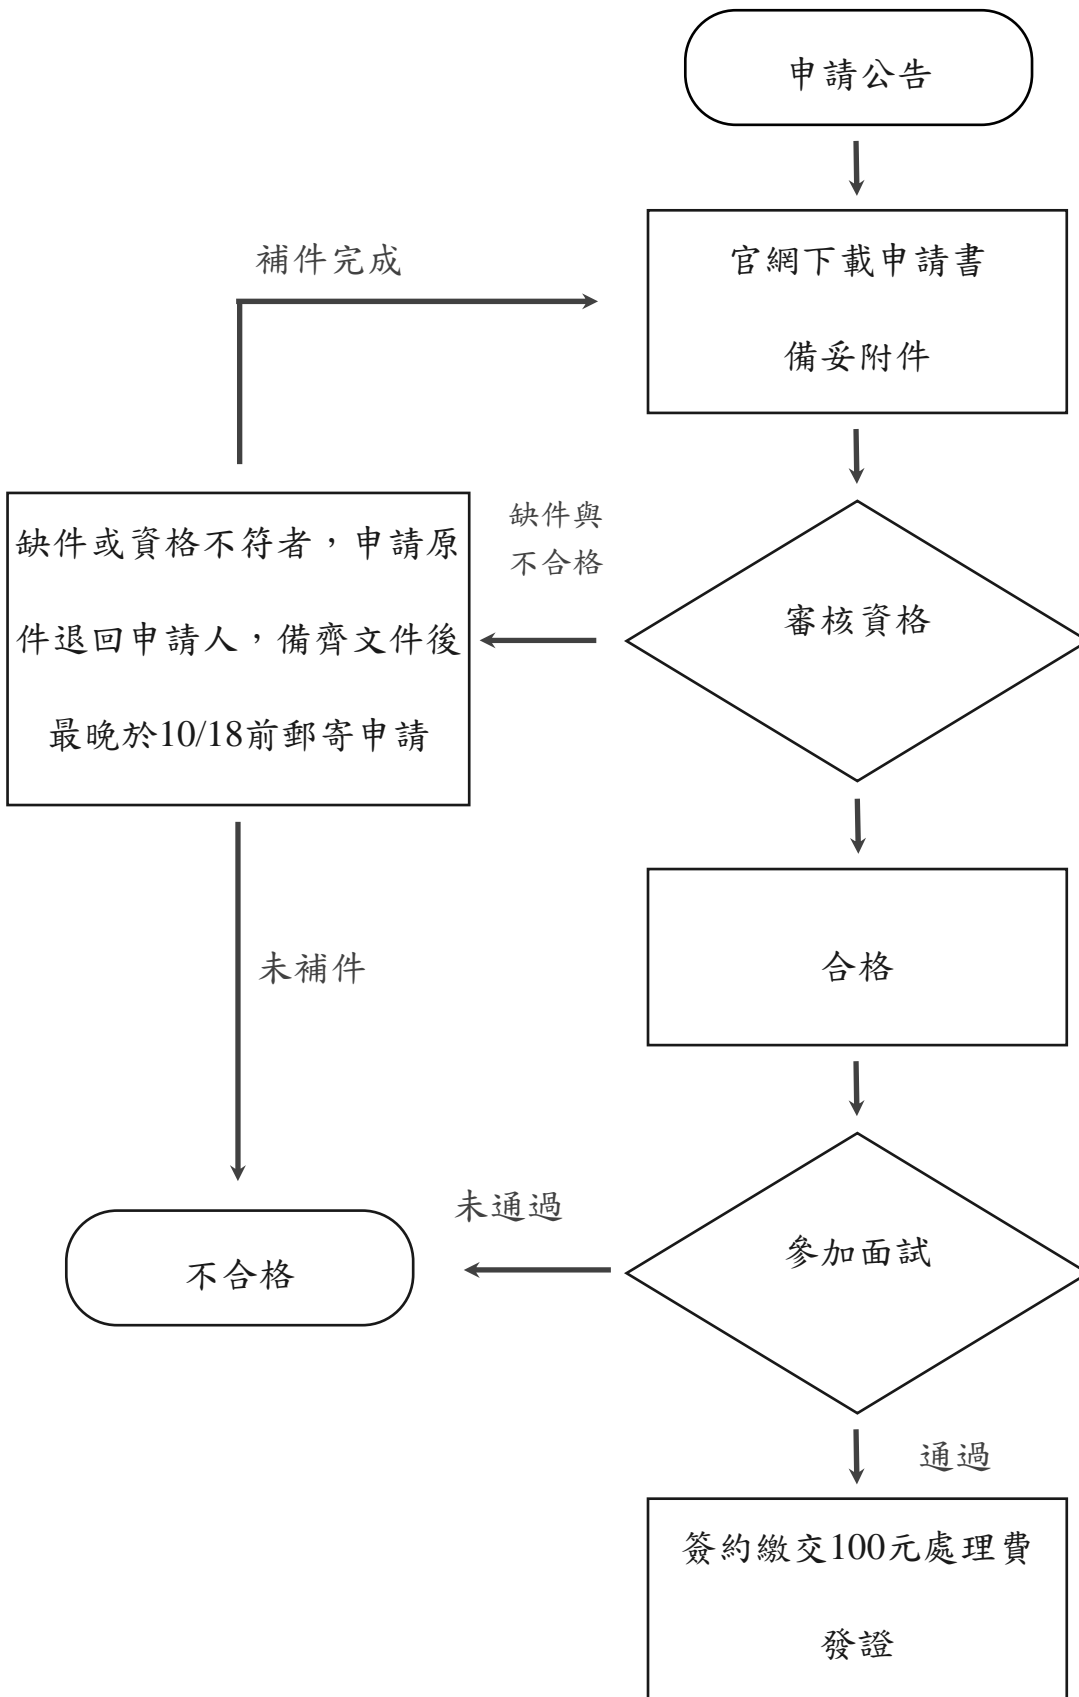 申請公告
官網下載申請書
備妥附件
補件完成
缺件與
不合格
審核資格
缺件或資格不符者，申請原
件退回申請人，備齊文件後
最晚於10/18前郵寄申請
合格
未補件
參加面試
未通過
不合格
通過
簽約繳交100元處理費
發證